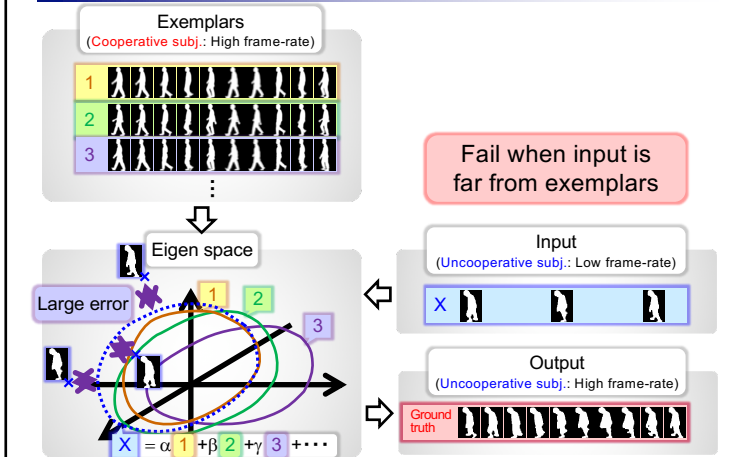 Exemplars
(Cooperative subj.: High frame-rate)
1
2
3
⋮
Fail when input is
far from exemplars
Eigen space
Large error
1
2
3
X = α 1 +β 2 +γ 3 +⋯
Input
(Uncooperative subj.: Low frame-rate)
X
Output
(Uncooperative subj.: High frame-rate)
Ground
truth